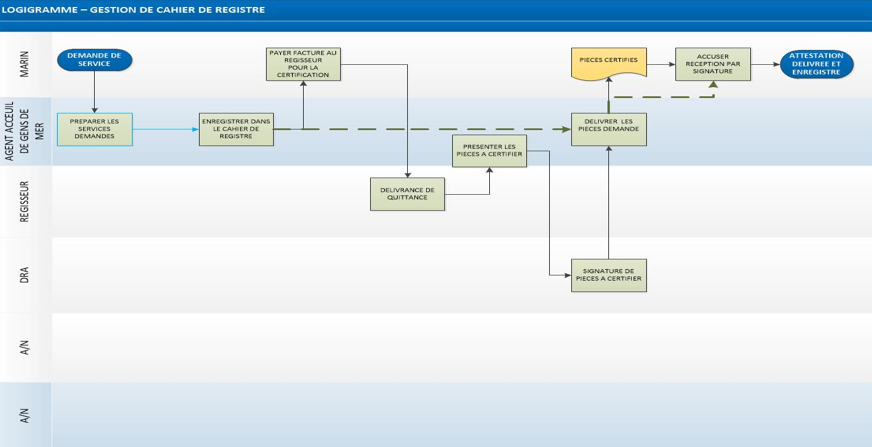 LOGIGRAMME – GESTION DE CAHIER DE REGISTRE
MARIN
DEMANDE DE
SERVICE
PAYER FACTURE AU
REGISSEUR
POUR LA
CERTIFICATION
PIECES CERTIFIES
ACCUSER
RECEPTION PAR
SIGNATURE
ATTESTATION
DELIVREE ET
ENREGISTRE
AGENT ACCEUIL
DE GENS DE
MER
PREPARER LES
SERVICES
DEMANDES
ENREGISTRER DANS
LE CAHIER DE
REGISTRE
PRESENTER LES
PIECES A CERTIFIER
DELIVRER LES
PIECES DEMANDE
REGISSEUR
DELIVRANCE DE
QUITTANCE
DRA
SIGNATURE DE
PIECES A CERTIFIER
A/N
A/N